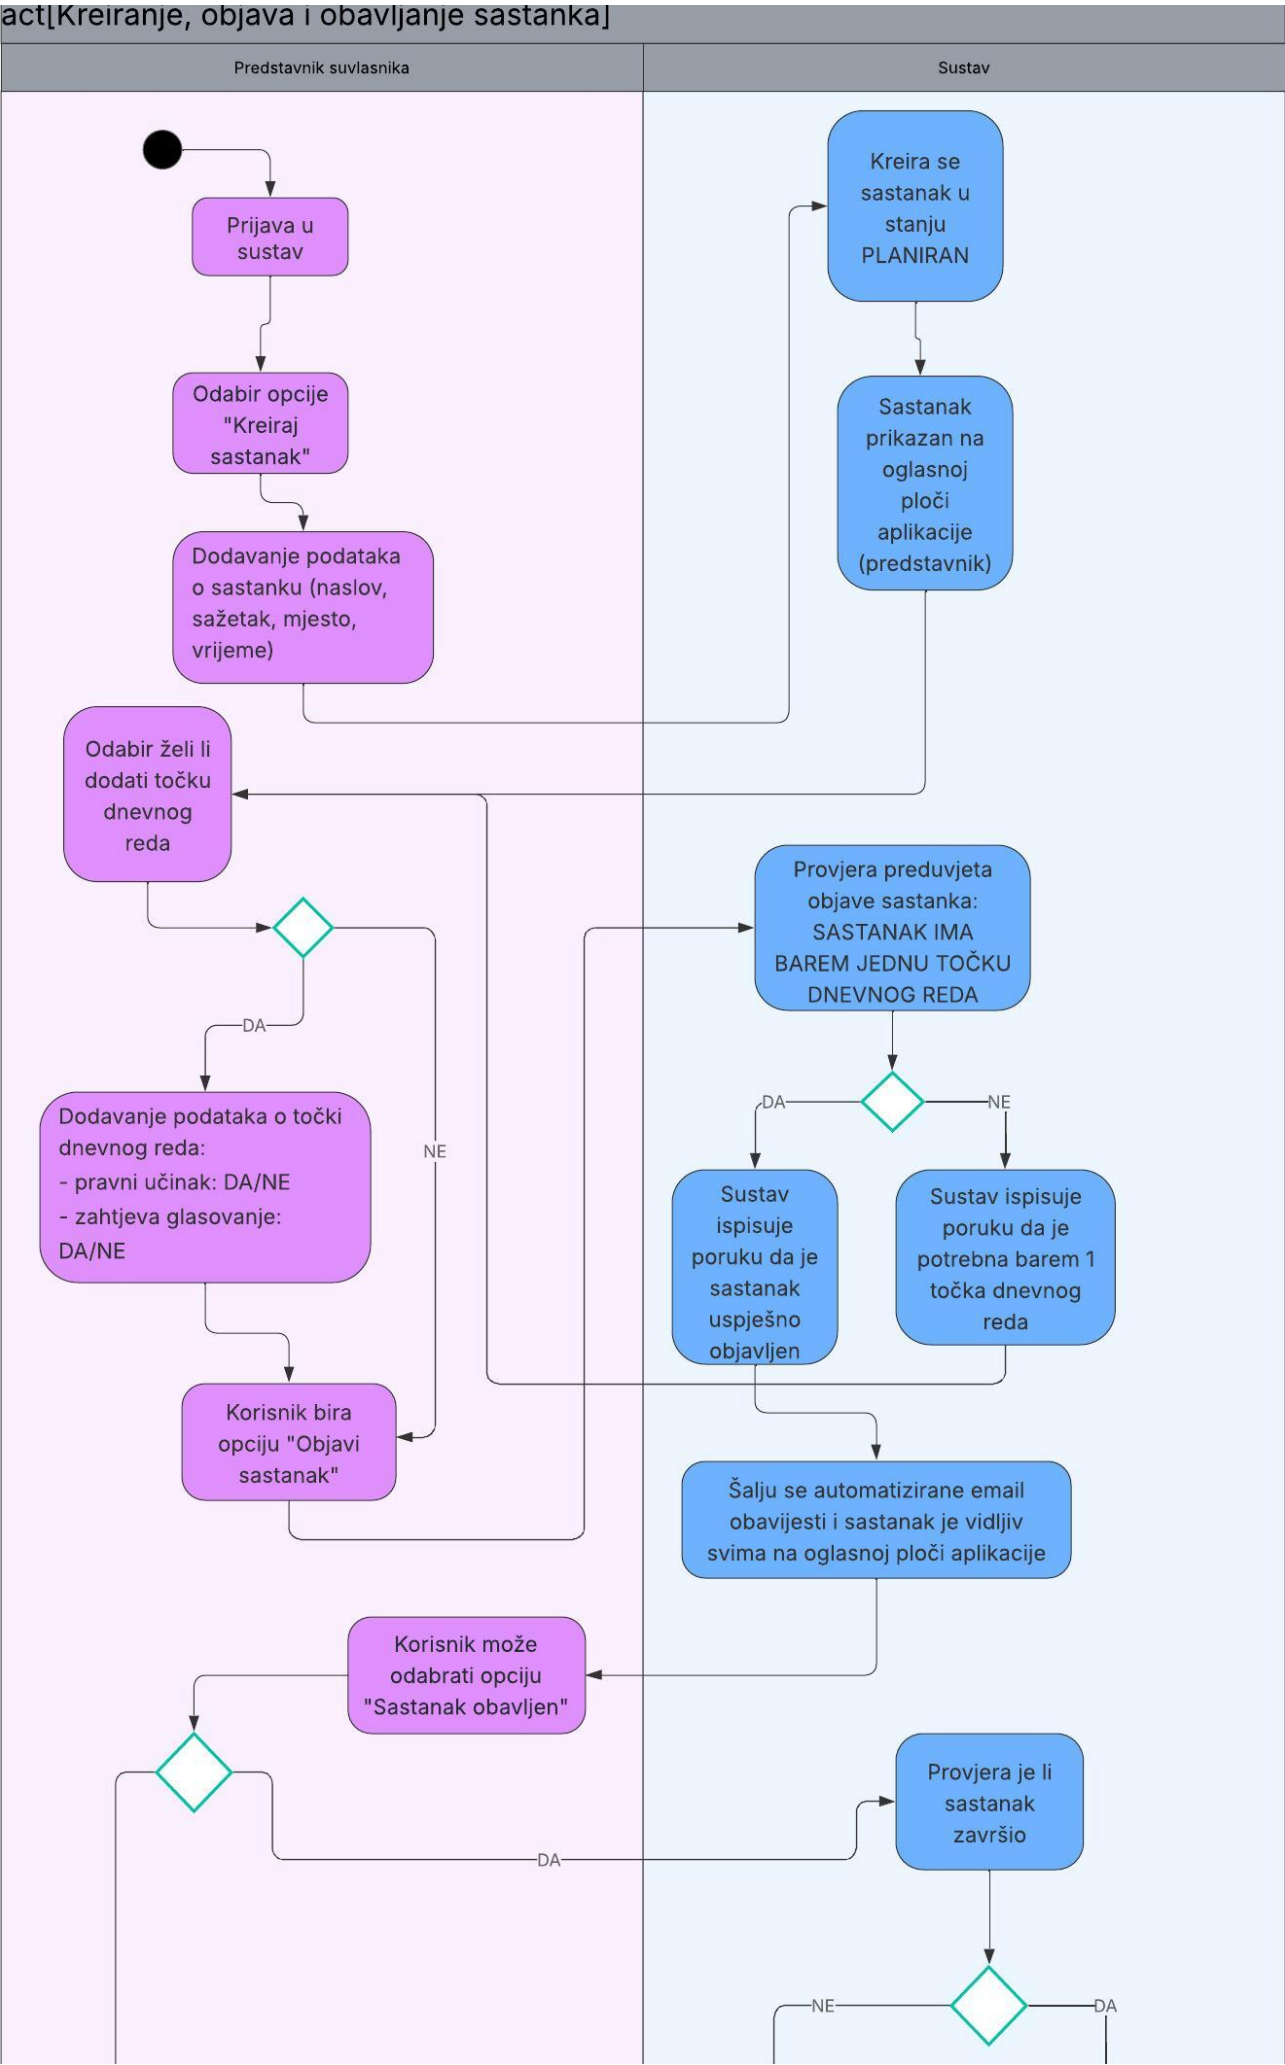 act[Kreiranje, objava i obavljanje sastanka]
Predstavnik suvlasnika
Sustav
Prijava u
sustav
Odabir opcije
"Kreiraj
sastanak"
Dodavanje podataka
o sastanku (naslov,
sažetak, mjesto,
vrijeme)
Kreira se
sastanak u
stanju
PLANIRAN
Sastanak
prikazan na
oglasnoj
ploči
aplikacije
(predstavnik)
Odabir želi li
dodati točku
dnevnog
reda
DA
NE
Dodavanje podataka o točki
dnevnog reda:
- pravni učinak: DA/NE
- zahtjeva glasovanje:
DA/NE
Korisnik bira
opciju "Objavi
sastanak"
Provjera preduvjeta
objave sastanka:
SASTANAK IMA
BAREM JEDNU TOČKU
DNEVNOG REDA
DA
NE
Sustav
ispisuje
poruku da je
sastanak
uspješno
objavljen
Sustav ispisuje
poruku da je
potrebna barem 1
točka dnevnog
reda
Šalju se automatizirane email
obavijesti i sastanak je vidljiv
svima na oglasnoj ploči aplikacije
Korisnik može
odabrati opciju
"Sastanak obavljen"
DA
Provjera je li
sastanak
završio
NE
DA